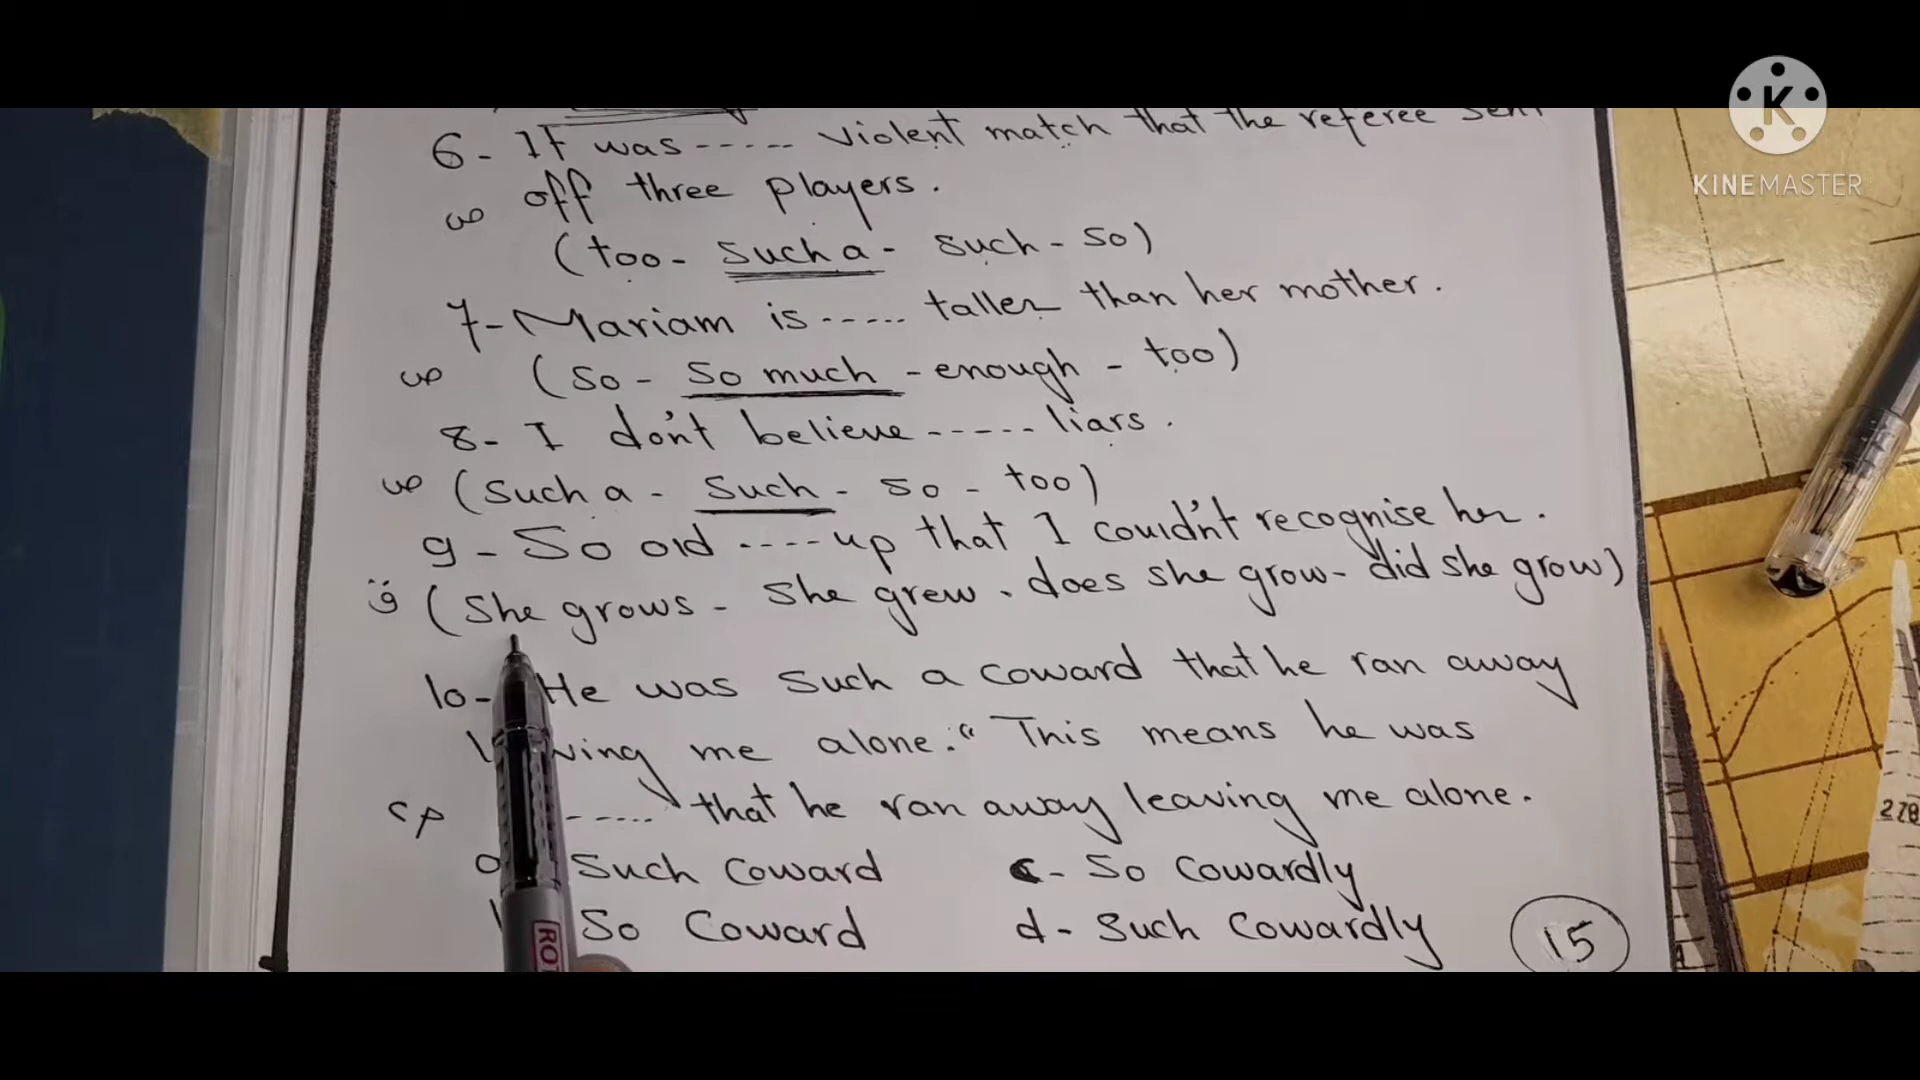 6- It was ----- violent match that the referee sent
off three players.
(too - such a - such - so)
7- Mariam is ----- taller than her mother.
(so - so much - enough - too)
8- I don't believe ----- liars.
(such a - such - so - too)
9- So old ---- up that I couldn't recognise her.
(she grows - she grew - does she grow - did she grow)
10- He was such a coward that he ran away
me alone." This means he was
----- that he ran away leaving me alone.
Such Coward c- So Cowardly
So Coward d- Such Cowardly
15
K
KINEMASTER
ROT
278